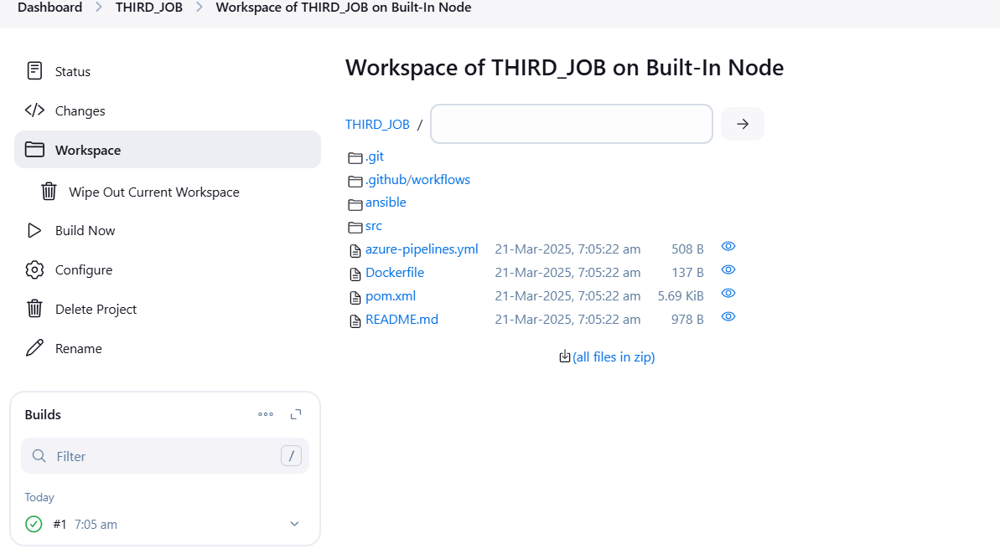 Dashboard > THIRD_JOB > Workspace of THIRD_JOB on Built-In Node
Status
Changes
Workspace
Wipe Out Current Workspace
Build Now
Configure
Delete Project
Rename
Builds
Filter /
Today
#1 7:05 am
Workspace of THIRD_JOB on Built-In Node
THIRD_JOB /
.git
.github/workflows
ansible
src
azure-pipelines.yml 21-Mar-2025, 7:05:22 am 508 B
Dockerfile 21-Mar-2025, 7:05:22 am 137 B
pom.xml 21-Mar-2025, 7:05:22 am 5.69 KiB
README.md 21-Mar-2025, 7:05:22 am 978 B
(all files in zip)